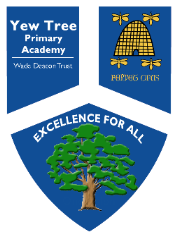 Yew Tree
Primary
Academy
Wade Deacon Trust
EXCELLENCE FOR ALL